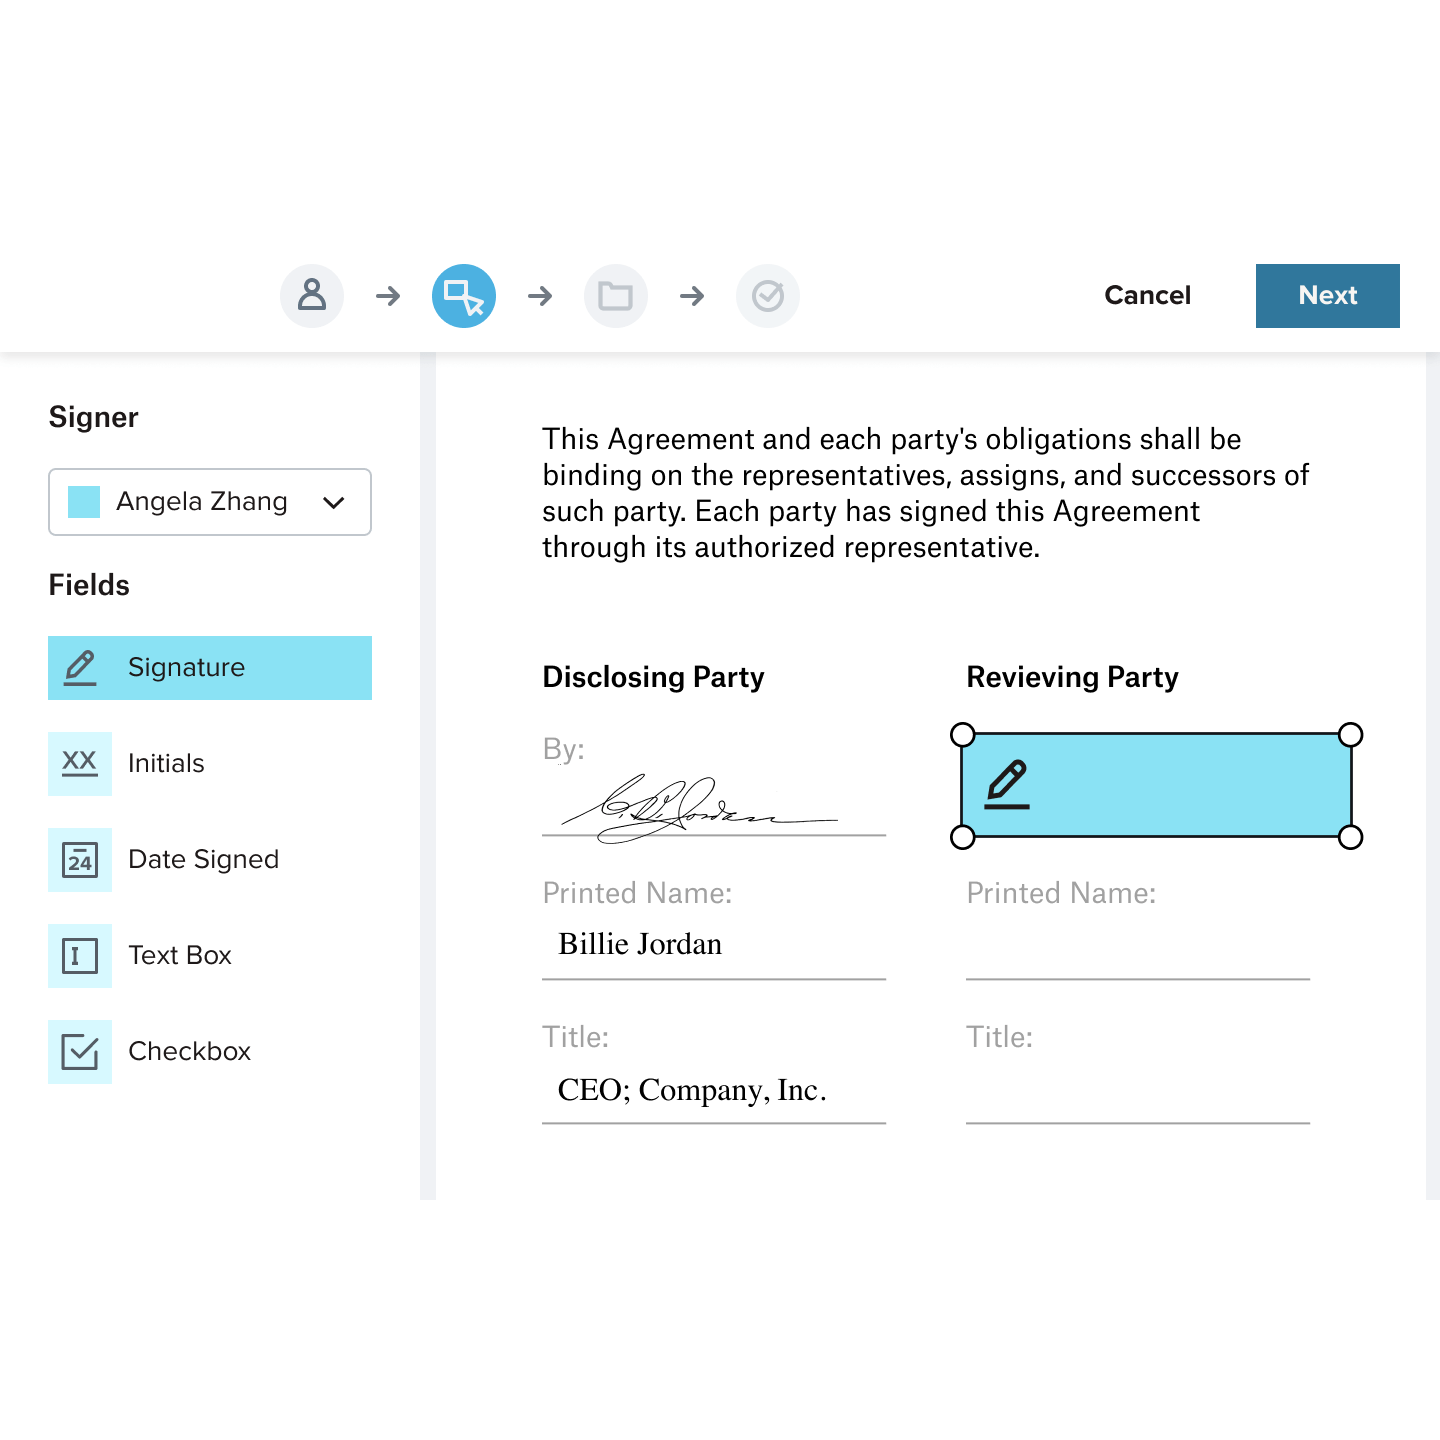 Cancel
Next
Signer
Angela Zhang
Fields
Signature
XX
Initials
24
Date Signed
I
Text Box
Checkbox
This Agreement and each party's obligations shall be
binding on the representatives, assigns, and successors of
such party. Each party has signed this Agreement
through its authorized representative.
Disclosing Party
Revieving Party
By:
Printed Name:
Printed Name:
Billie Jordan
Title:
Title:
CEO; Company, Inc.